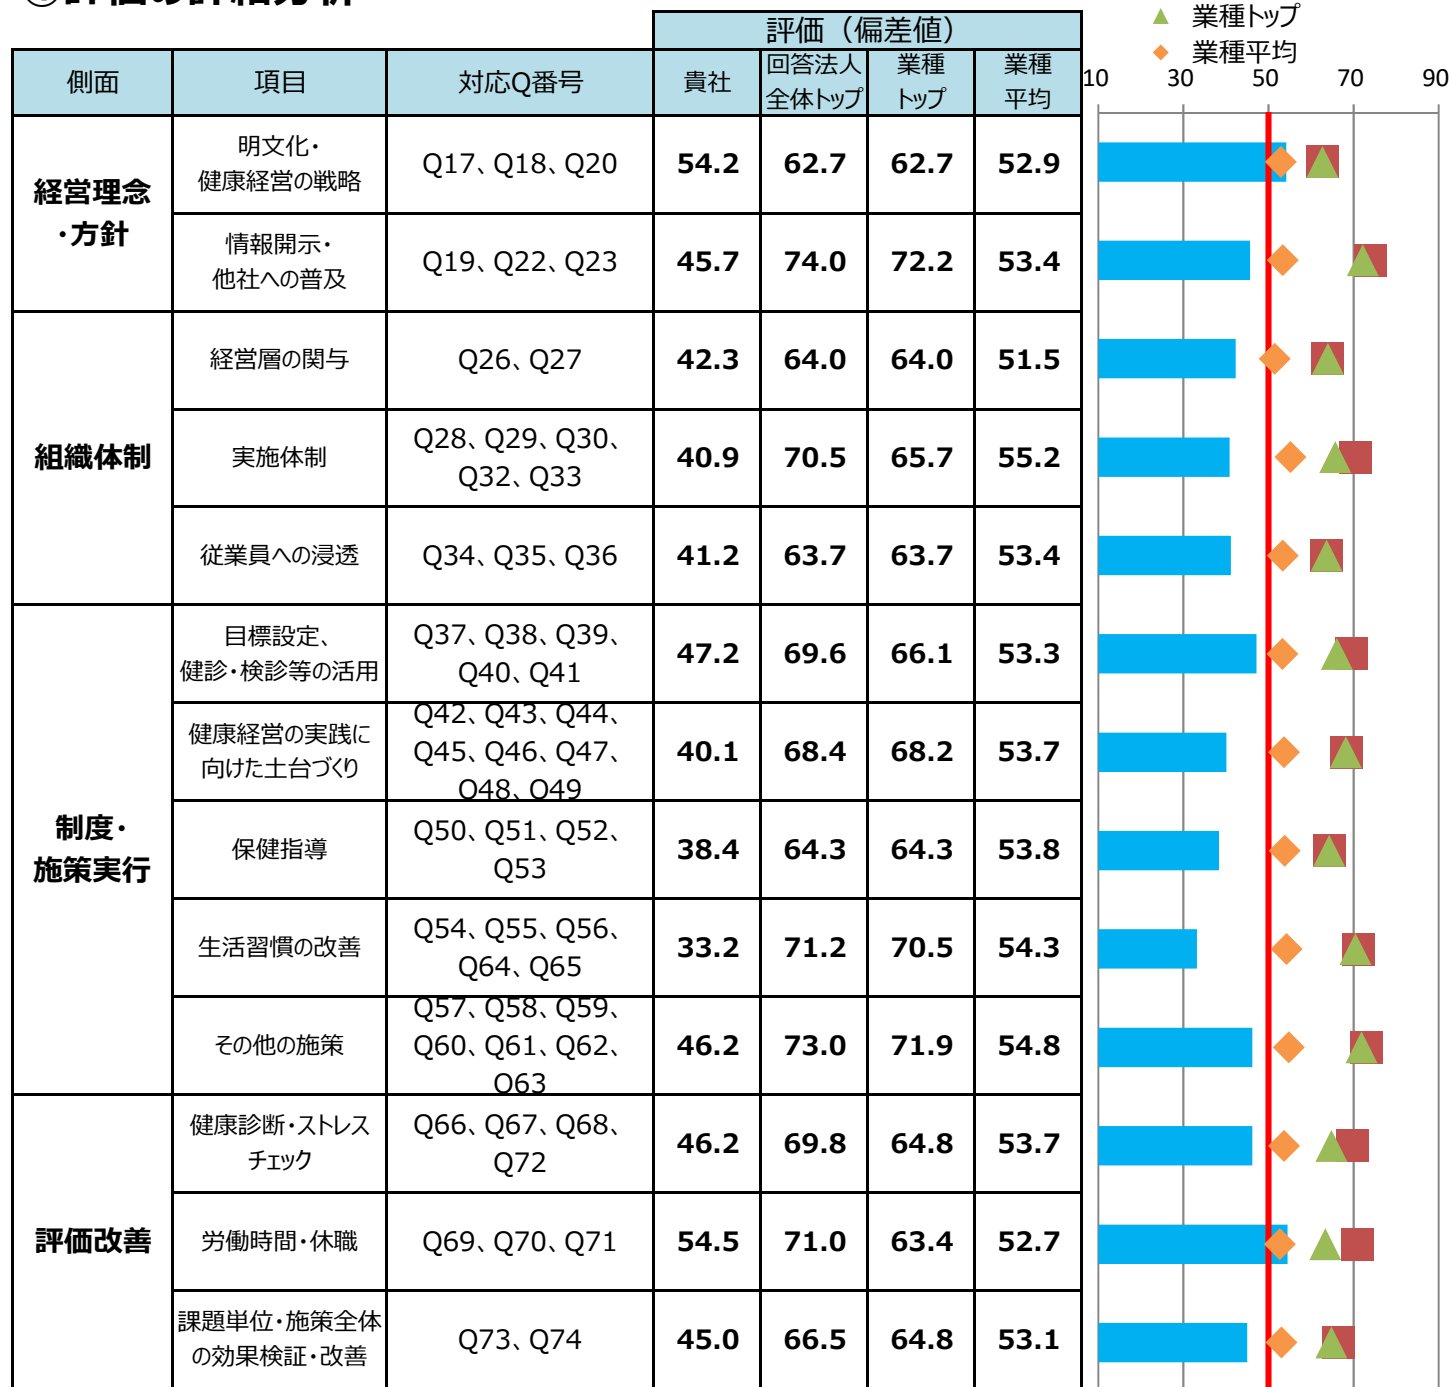 ①評価の詳細分析
評価（偏差値）
▲ 業種トップ
◆ 業種平均
側面 項目 対応Q番号 貴社 回答法人 業種 業種
全体トップ トップ 平均
10 30 50 70 90
経営理念
・方針
明文化・
健康経営の戦略
Q17、Q18、Q20 54.2 62.7 62.7 52.9
情報開示・
他社への普及
Q19、Q22、Q23 45.7 74.0 72.2 53.4
組織体制
経営層の関与 Q26、Q27 42.3 64.0 64.0 51.5
実施体制
Q28、Q29、Q30、
Q32、Q33
40.9 70.5 65.7 55.2
従業員への浸透 Q34、Q35、Q36 41.2 63.7 63.7 53.4
制度・
施策実行
目標設定、
健診・検診等の活用
Q37、Q38、Q39、
Q40、Q41
47.2 69.6 66.1 53.3
健康経営の実践に
向けた土台づくり
Q42、Q43、Q44、
Q45、Q46、Q47、
Q48、Q49
40.1 68.4 68.2 53.7
保健指導
Q50、Q51、Q52、
Q53
38.4 64.3 64.3 53.8
生活習慣の改善
Q54、Q55、Q56、
Q64、Q65
33.2 71.2 70.5 54.3
その他の施策
Q57、Q58、Q59、
Q60、Q61、Q62、
Q63
46.2 73.0 71.9 54.8
評価改善
健康診断・ストレス
チェック
Q66、Q67、Q68、
Q72
46.2 69.8 64.8 53.7
労働時間・休職 Q69、Q70、Q71 54.5 71.0 63.4 52.7
課題単位・施策全体
の効果検証・改善
Q73、Q74 45.0 66.5 64.8 53.1